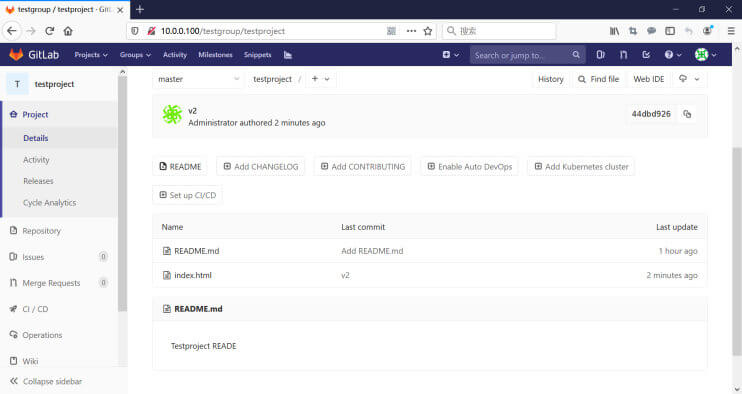 testgroup / testproject · GitL
10.0.0.100/testgroup/testproject
搜索
GitLab
Projects Groups Activity Milestones Snippets
Search or jump to...
T testproject
Project
Details
Activity
Releases
Cycle Analytics
Repository
Issues 0
Merge Requests 0
CI / CD
Operations
Wiki
Collapse sidebar
master testproject / +
History Find file Web IDE
v2
Administrator authored 2 minutes ago
44dbd926
README Add CHANGELOG Add CONTRIBUTING Enable Auto DevOps Add Kubernetes cluster
Set up CI/CD
Name Last commit Last update
README.md Add README.md 1 hour ago
index.html v2 2 minutes ago
README.md
Testproject READE